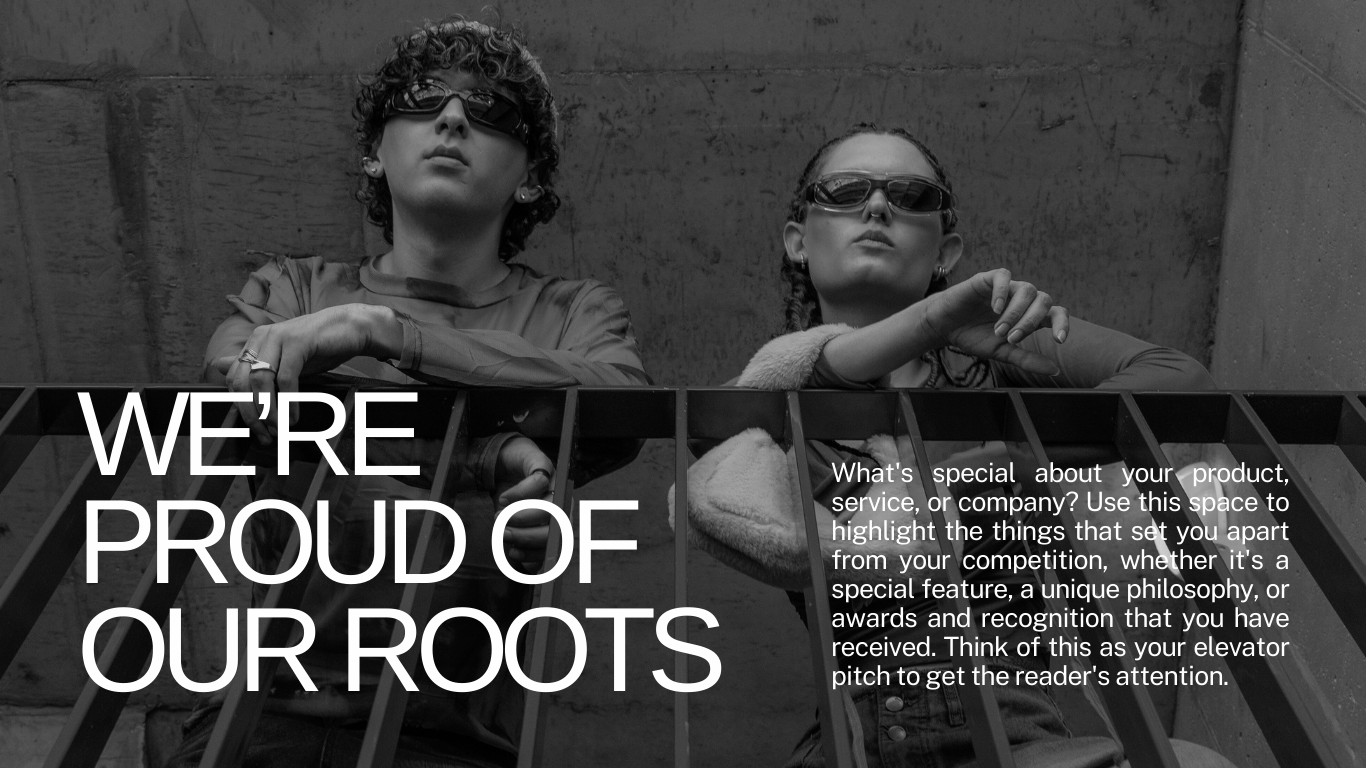 WE’RE
PROUD OF
OUR ROOTS
What's special about your product,
service, or company? Use this space to
highlight the things that set you apart
from your competition, whether it's a
special feature, a unique philosophy, or
awards and recognition that you have
received. Think of this as your elevator
pitch to get the reader's attention.